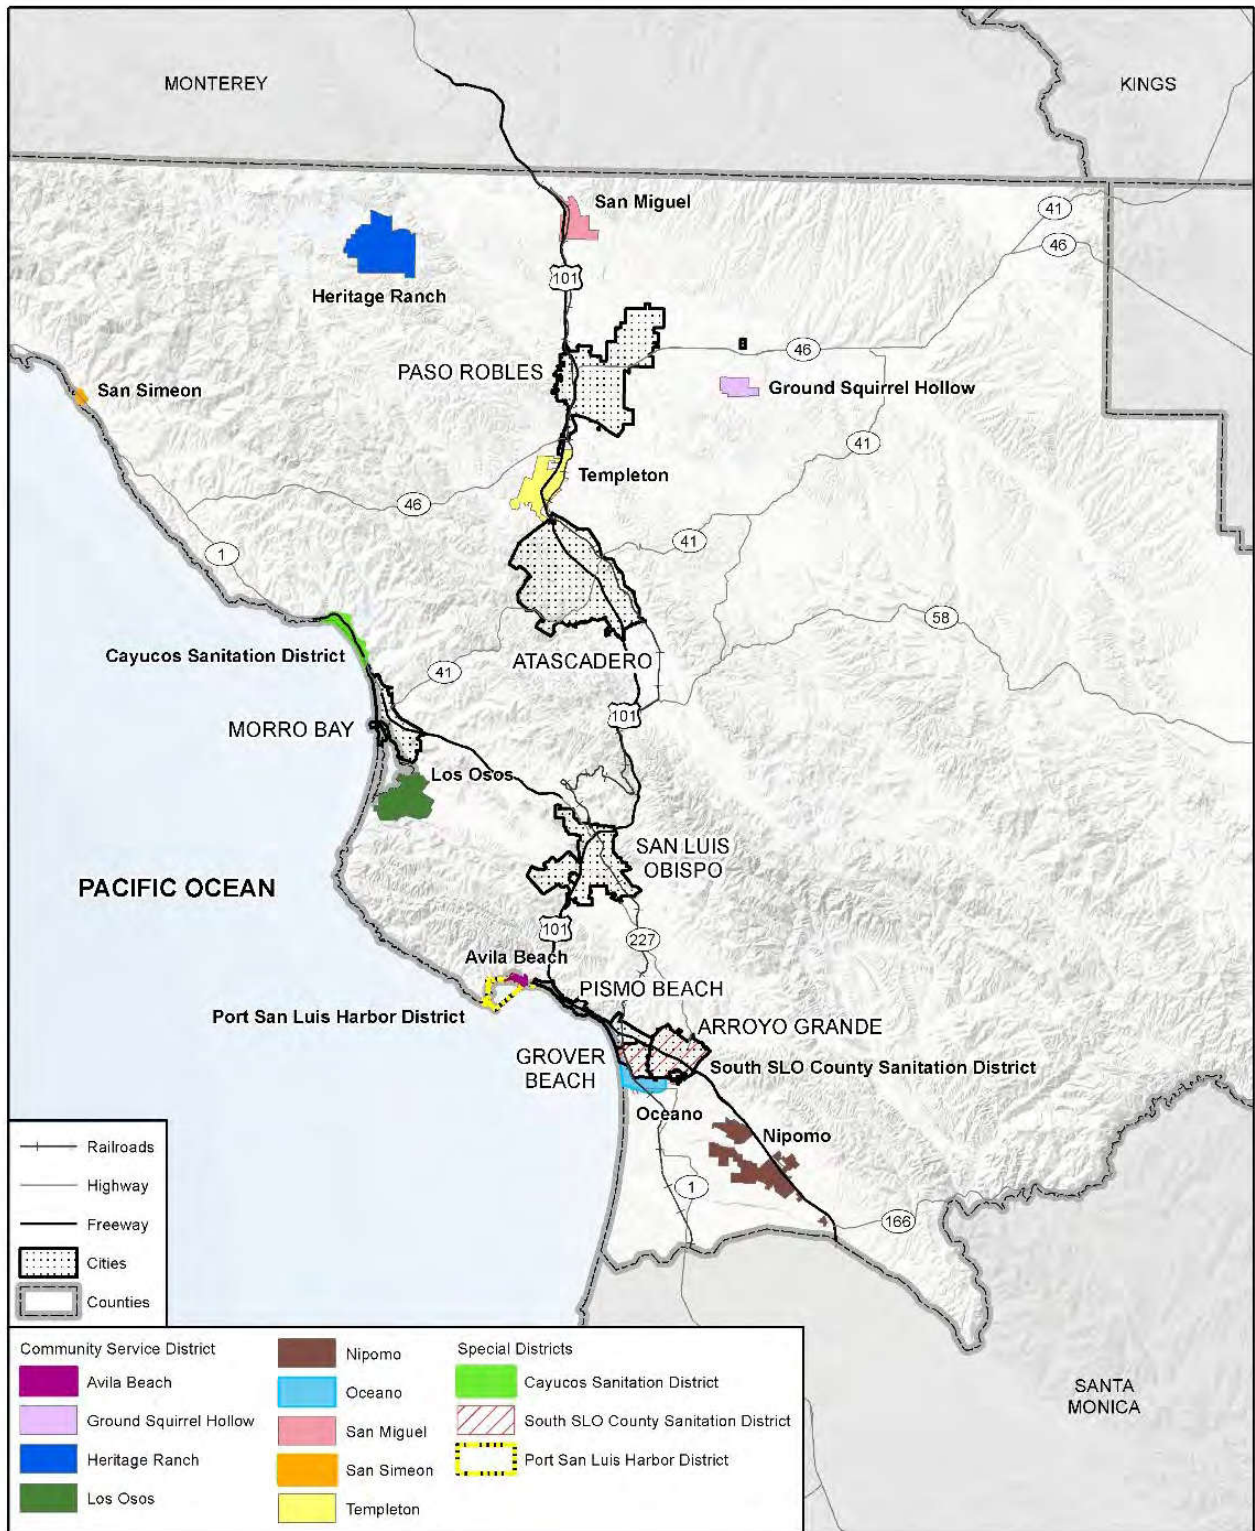 MONTEREY
KINGS
San Miguel
41
46
101
Heritage Ranch
46
PASO ROBLES
San Simeon
Ground Squirrel Hollow
41
Templeton
46
41
1
58
Cayucos Sanitation District
ATASCADERO
41
101
MORRO BAY
Los Osos
SAN LUIS
OBISPO
PACIFIC OCEAN
101
227
Avila Beach
PISMO BEACH
Port San Luis Harbor District
ARROYO GRANDE
GROVER
BEACH
South SLO County Sanitation District
Oceano
Nipomo
1
166
SANTA
MONICA
Railroads
Highway
Freeway
Cities
Counties
Community Service District
Avila Beach
Ground Squirrel Hollow
Heritage Ranch
Los Osos
Nipomo
Oceano
San Miguel
San Simeon
Templeton
Special Districts
Cayucos Sanitation District
South SLO County Sanitation District
Port San Luis Harbor District